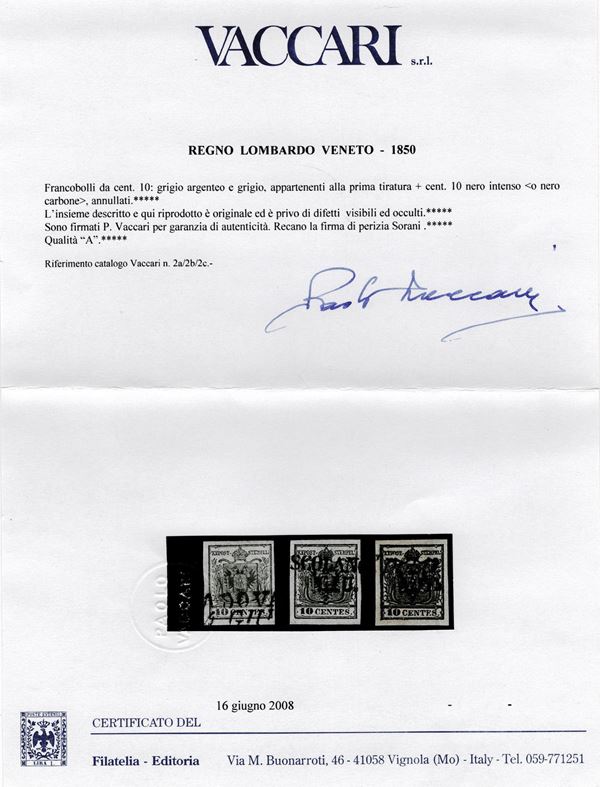 VACCARI s.r.l.
REGNO LOMBARDO VENETO - 1850
Francobolli da cent. 10: grigio argenteo e grigio, appartenenti alla prima tiratura + cent. 10 nero intenso <o nero
carbone>, annullati.*****
L'insieme descritto e qui riprodotto è originale ed è privo di difetti visibili ed occulti.*****
Sono firmati P. Vaccari per garanzia di autenticità. Recano la firma di perizia Sorani .*****
Qualità "A".*****
Riferimento catalogo Vaccari n. 2a/2b/2c.-
Paolo Vaccari
KKPOST-STEMPEL KKPOST-STEMPEL KKPOST-STEMPEL
10 CENTES 10 CENTES 10 CENTES
PAOLO
VACCARI
16 giugno 2008 - -
CERTIFICATO DEL
Filatelia - Editoria Via M. Buonarroti, 46 - 41058 Vignola (Mo) - Italy - Tel. 059-771251